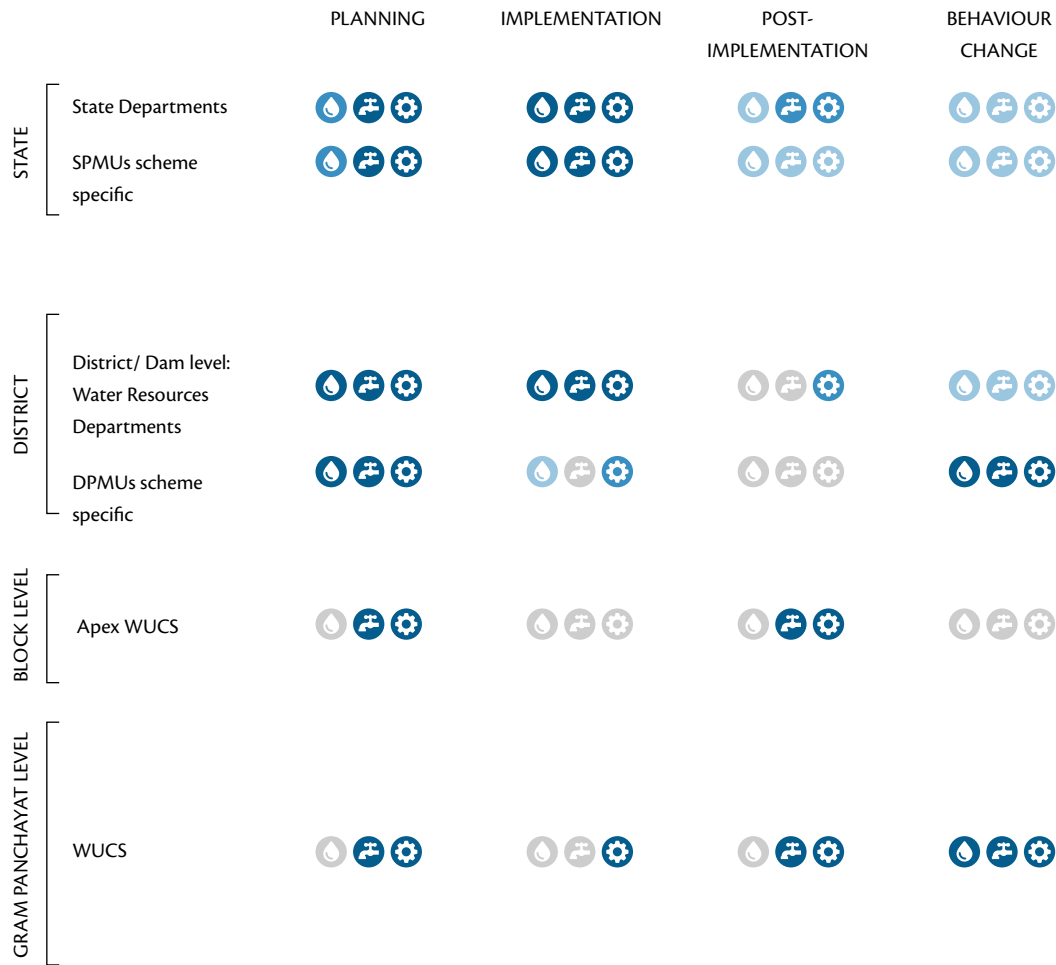 PLANNING
IMPLEMENTATION
POST-
IMPLEMENTATION
BEHAVIOUR
CHANGE
STATE
State Departments
SPMUs scheme
specific
DISTRICT
District/ Dam level:
Water Resources
Departments
DPMUs scheme
specific
BLOCK LEVEL
Apex WUCS
GRAM PANCHAYAT LEVEL
WUCS